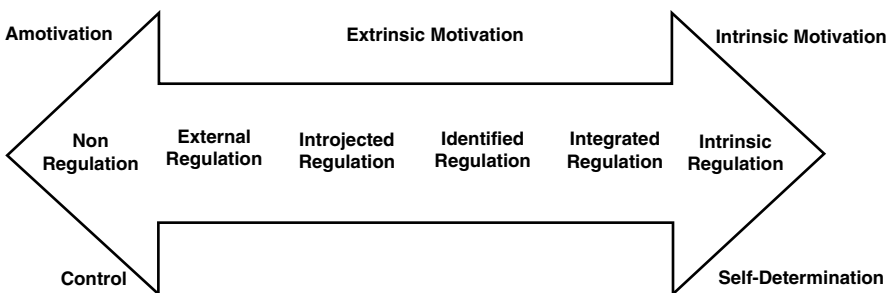 Amotivation
Extrinsic Motivation
Intrinsic Motivation
Non
Regulation
External
Regulation
Introjected
Regulation
Identified
Regulation
Integrated
Regulation
Intrinsic
Regulation
Control
Self-Determination